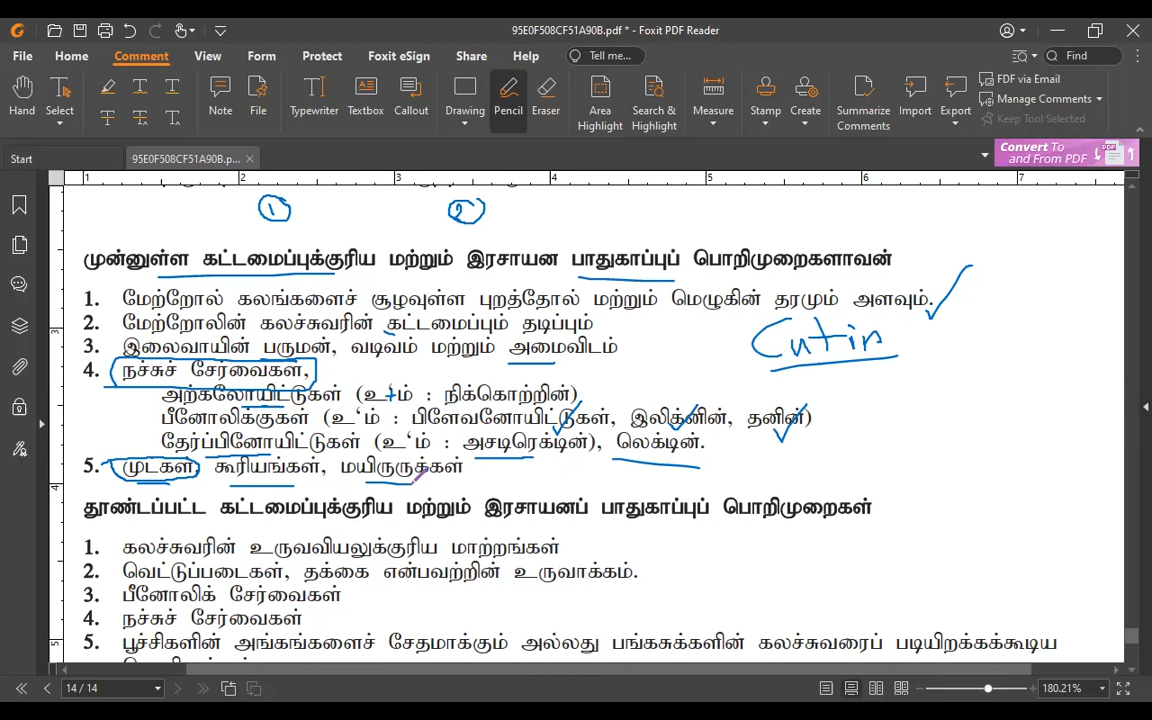 95E0F508CF51A90B.pdf * - Foxit PDF Reader
File Home Comment View Form Protect Foxit eSign Share Help Tell me... Find
Hand Select Note File Typewriter Textbox Callout Drawing Pencil Eraser Area Highlight Search & Highlight Measure Stamp Create Summarize Comments Import Export
FDF via Email
Manage Comments
Keep Tool Selected
Start 95E0F508CF51A90B.p... Convert To and From PDF
1 2 3 4 5 6 7
1 2
முன்னுள்ள கட்டமைப்புக்குரிய மற்றும் இரசாயன பாதுகாப்புப் பொறிமுறைகளாவன்
1. மேற்றோல் கலங்களைச் சூழவுள்ள புறத்தோல் மற்றும் மெழுகின் தரமும் அளவும்.
2. மேற்றோலின் கலச்சுவரின் கட்டமைப்பும் தடிப்பும்
Cutin
3. இலைவாயின் பருமன், வடிவம் மற்றும் அமைவிடம்
4. நச்சுச் சேர்வைகள்,
அற்கலோயிட்டுகள் (உ+ம் : நிக்கொற்றின்)
பீனோலிக்குகள் (உ‘ம் : பிளேவனோயிட்டுகள், இலிக்னின், தனின்)
தேர்ப்பினோயிட்டுகள் (உ‘ம் : அசடிரெக்டின்), லெக்டின்.
5. முட்கள், கூரியங்கள், மயிருருக்கள்
தூண்டப்பட்ட கட்டமைப்புக்குரிய மற்றும் இரசாயனப் பாதுகாப்புப் பொறிமுறைகள்
1. கலச்சுவரின் உருவவியலுக்குரிய மாற்றங்கள்
2. வெட்டுப்படைகள், தக்கை என்பவற்றின் உருவாக்கம்.
3. பீனோலிக் சேர்வைகள்
4. நச்சுச் சேர்வைகள்
5. பூச்சிகளின் அங்கங்களைச் சேதமாக்கும் அல்லது பங்கசுக்களின் கலச்சுவரைப் படியிறக்கக்கூடிய
14 / 14 180.21%